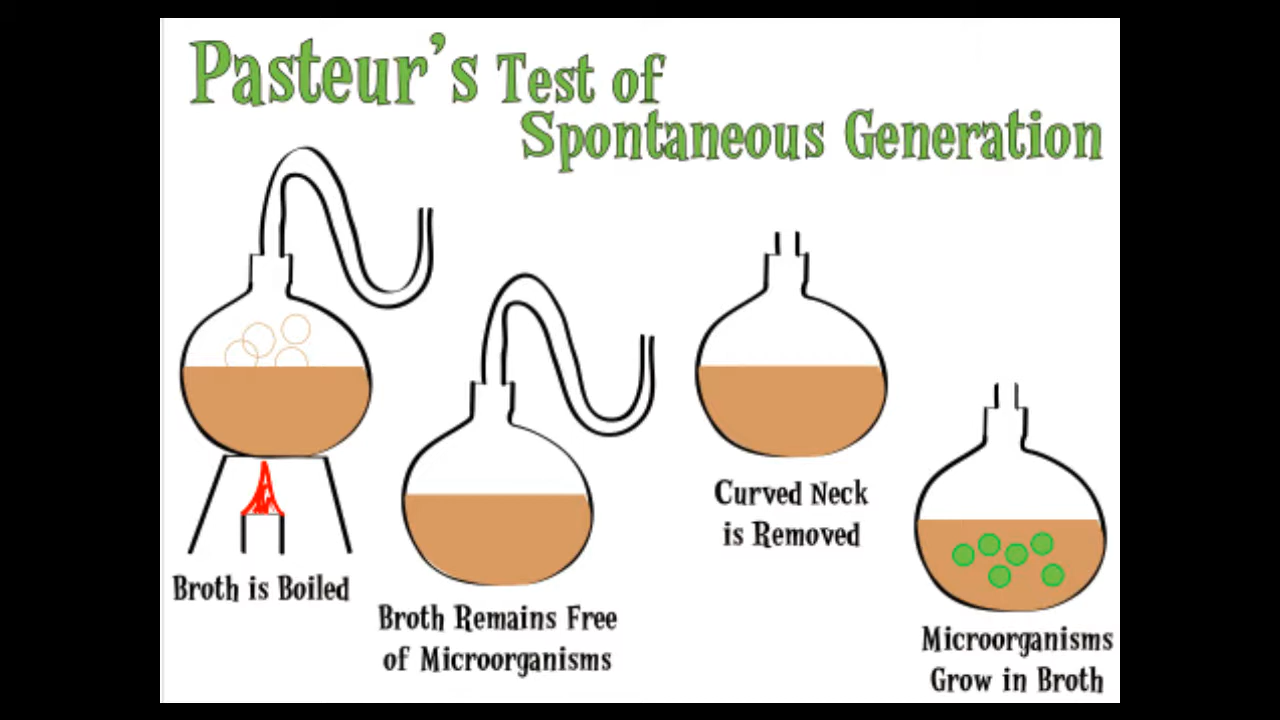 Pasteur's Test of
Spontaneous Generation
Broth is Boiled
Broth Remains Free
of Microorganisms
Curved Neck
is Removed
Microorganisms
Grow in Broth